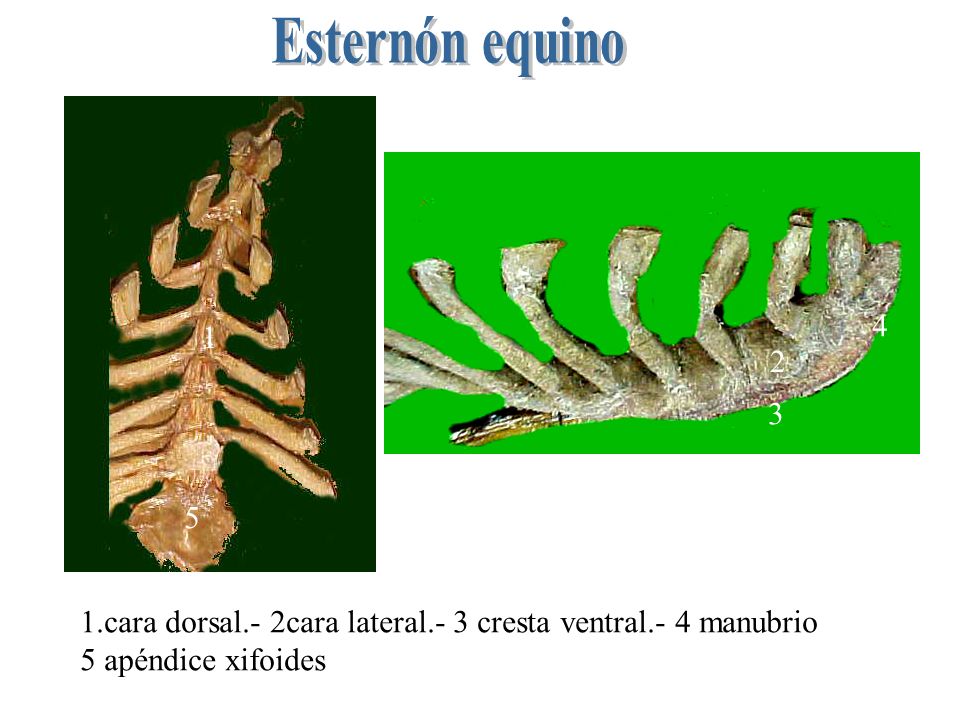 Esternón equino
1
5
4
2
3
1.cara dorsal.- 2cara lateral.- 3 cresta ventral.- 4 manubrio
5 apéndice xifoides